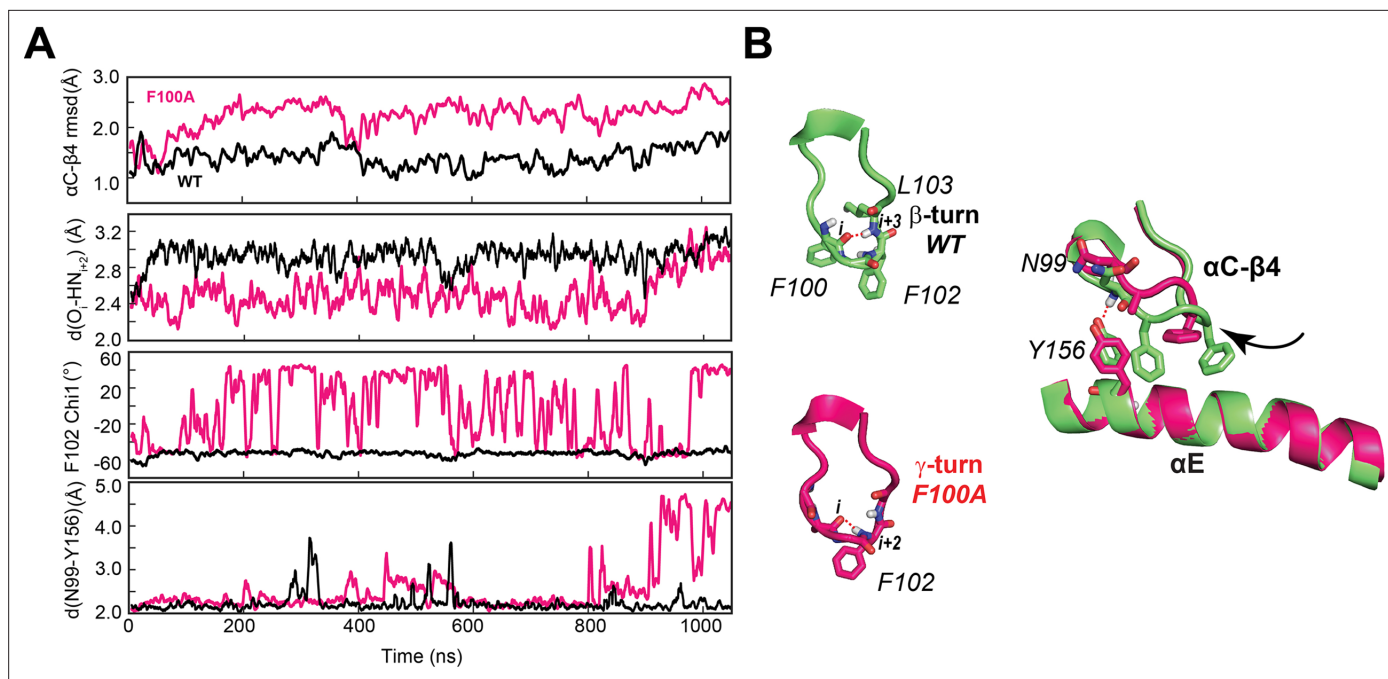 A
αC-β4 rmsd(Å)
3.0
2.0
1.0
F100A
WT
d(Oᵢ-HNᵢ₊₂) (Å)
3.2
2.8
2.4
2.0
F102 Chi1 (°)
60
20
-20
-60
d(N99-Y156)(Å)
5.0
4.0
3.0
2.0
0
200
400
600
800
1000
Time (ns)
B
L103
i
i+3
β-turn
WT
F100
F102
γ-turn
F100A
i
i+2
F102
N99
αC-β4
Y156
αE